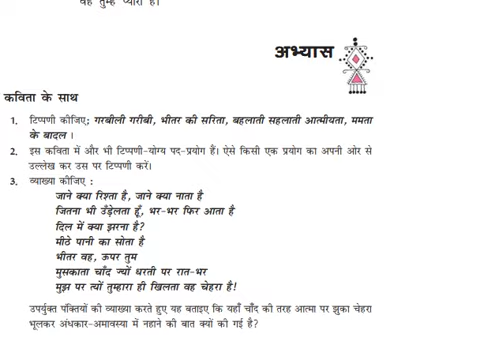 वह तुम्हें प्यारा है।
अभ्यास
कविता के साथ
1. टिप्पणी कीजिए; गरबीली गरीबी, भीतर की सरिता, बहलाती सहलाती आत्मीयता, ममता
के बादल।
2. इस कविता में और भी टिप्पणी-योग्य पद-प्रयोग हैं। ऐसे किसी एक प्रयोग का अपनी ओर से
उल्लेख कर उस पर टिप्पणी करें।
3. व्याख्या कीजिए :
जाने क्या रिश्ता है, जाने क्या नाता है
जितना भी उँड़ेलता हूँ, भर-भर फिर आता है
दिल में क्या झरना है?
मीठे पानी का सोता है
भीतर वह, ऊपर तुम
मुसकाता चाँद ज्यों धरती पर रात-भर
मुझ पर त्यों तुम्हारा ही खिलता वह चेहरा है!
उपर्युक्त पंक्तियों की व्याख्या करते हुए यह बताइए कि यहाँ चाँद की तरह आत्मा पर झुका चेहरा
भूलकर अंधकार-अमावस्या में नहाने की बात क्यों की गई है?